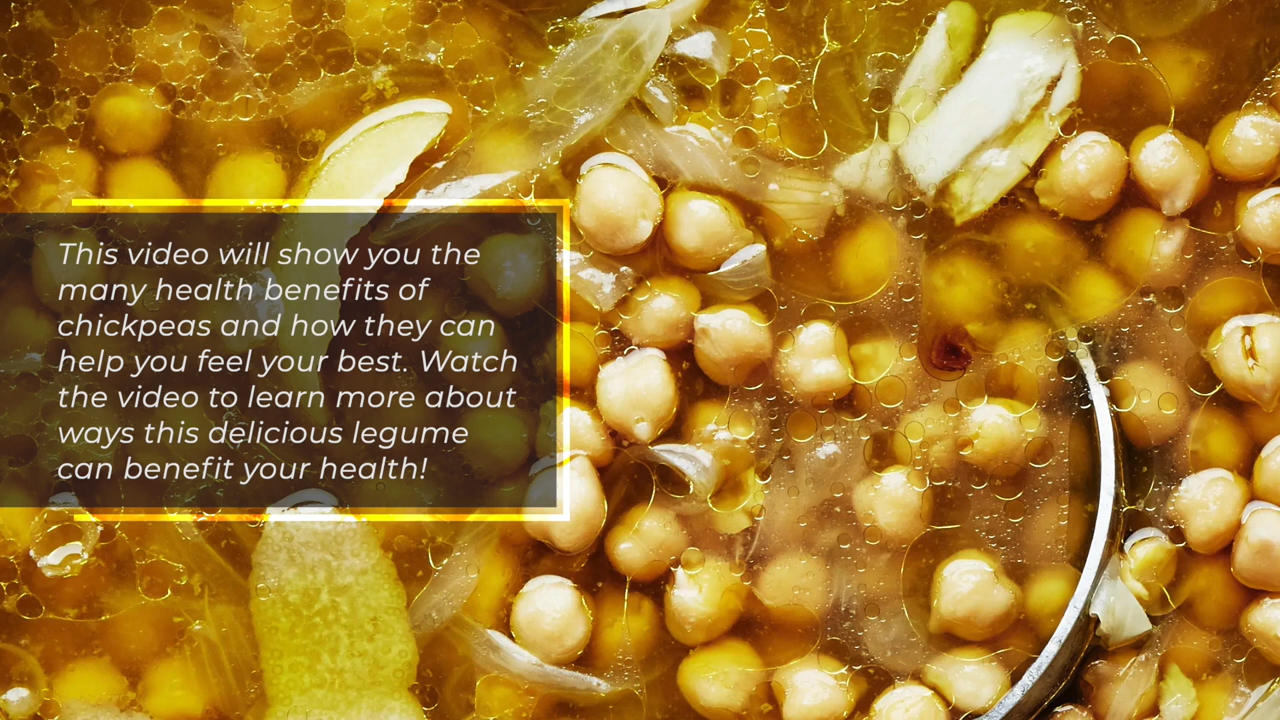 This video will show you the
many health benefits of
chickpeas and how they can
help you feel your best. Watch
the video to learn more about
ways this delicious legume
can benefit your health!